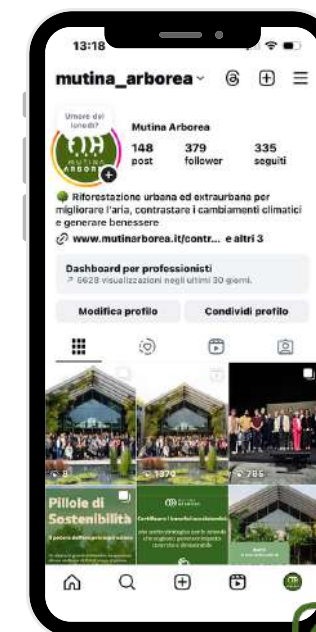 13:18
mutina_arborea
Umore del
lunedì?
MUTINA
ARBOREA
Mutina Arborea
148 379 335
post follower seguiti
Riforestazione urbana ed extraurbana per
migliorare l'aria, contrastare i cambiamenti climatici
e generare benessere
www.mutinarborea.it/contr... e altri 3
Dashboard per professionisti
6628 visualizzazioni negli ultimi 30 giorni.
Modifica profilo Condividi profilo
8 1370 786
Pillole di
Sostenibilità
Certificare i benefici ecosistemici